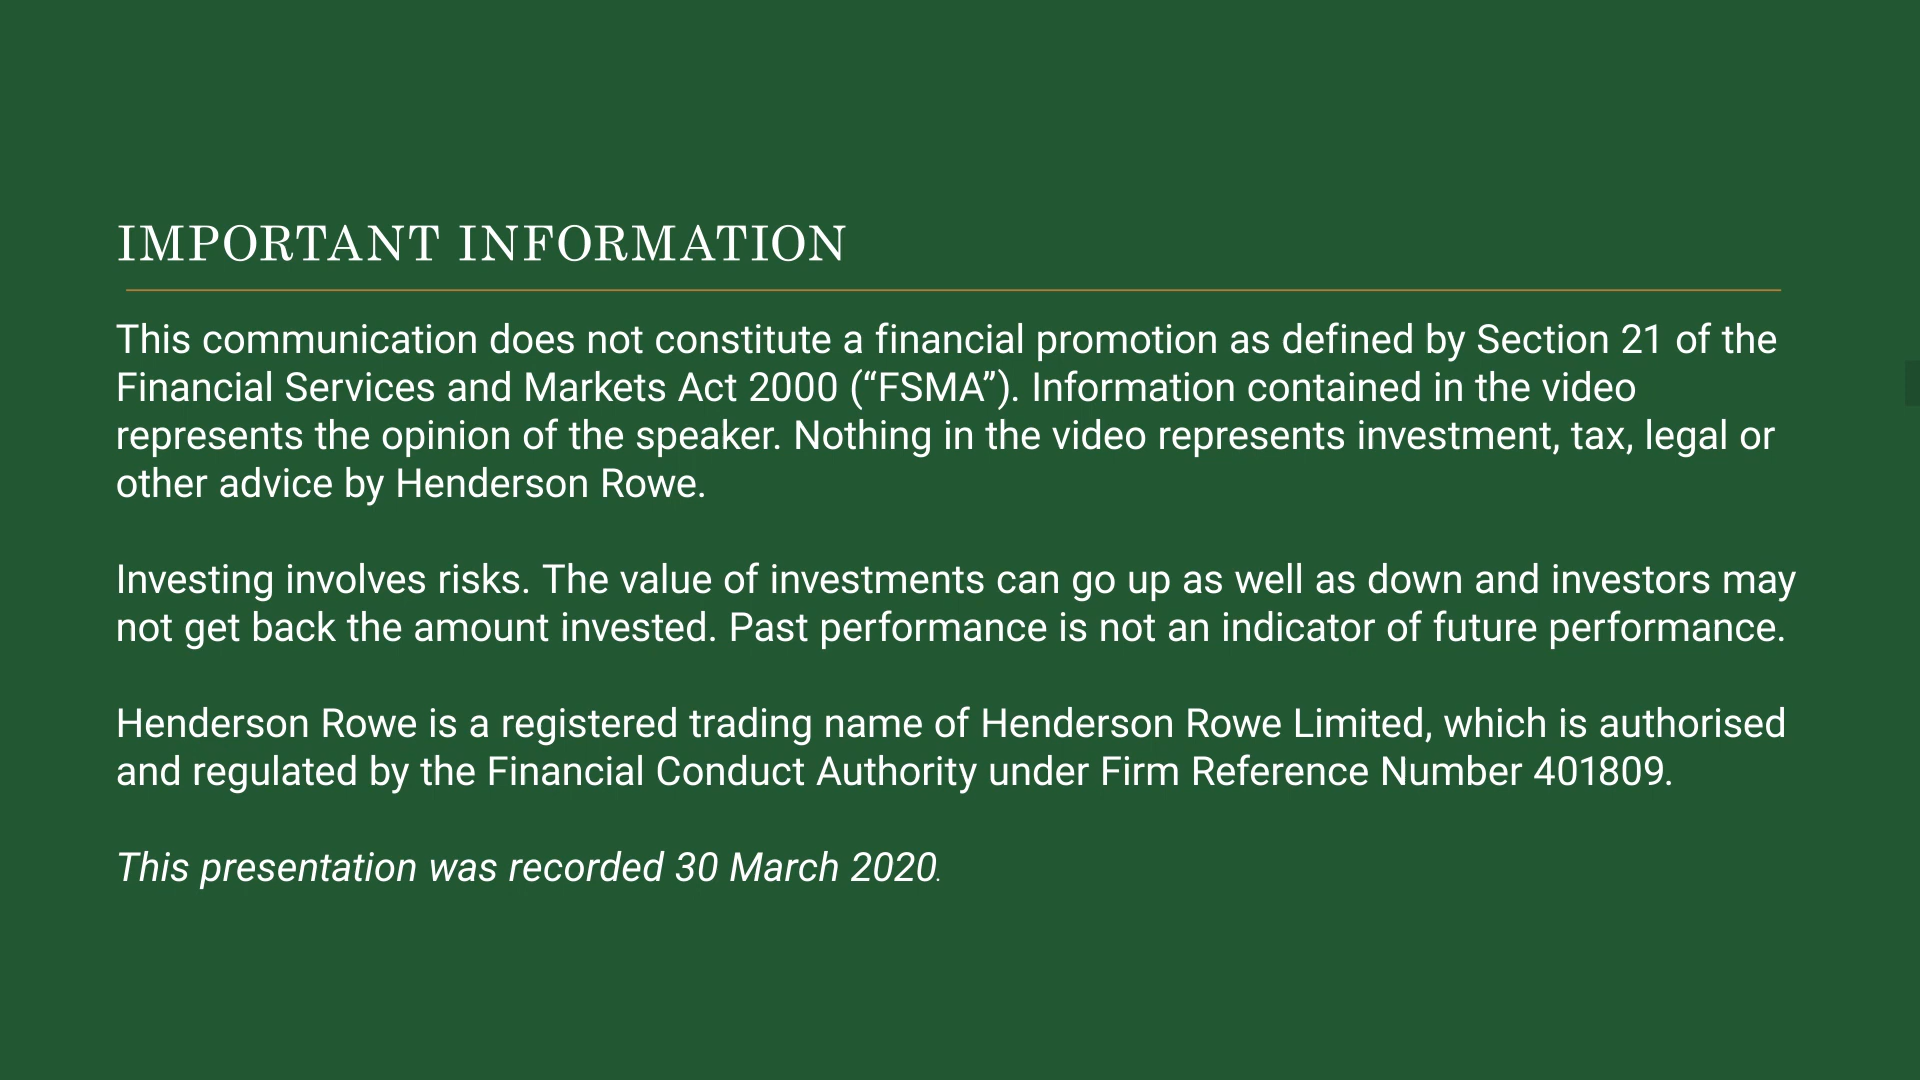 IMPORTANT INFORMATION
This communication does not constitute a financial promotion as defined by Section 21 of the
Financial Services and Markets Act 2000 (“FSMA”). Information contained in the video
represents the opinion of the speaker. Nothing in the video represents investment, tax, legal or
other advice by Henderson Rowe.
Investing involves risks. The value of investments can go up as well as down and investors may
not get back the amount invested. Past performance is not an indicator of future performance.
Henderson Rowe is a registered trading name of Henderson Rowe Limited, which is authorised
and regulated by the Financial Conduct Authority under Firm Reference Number 401809.
This presentation was recorded 30 March 2020.